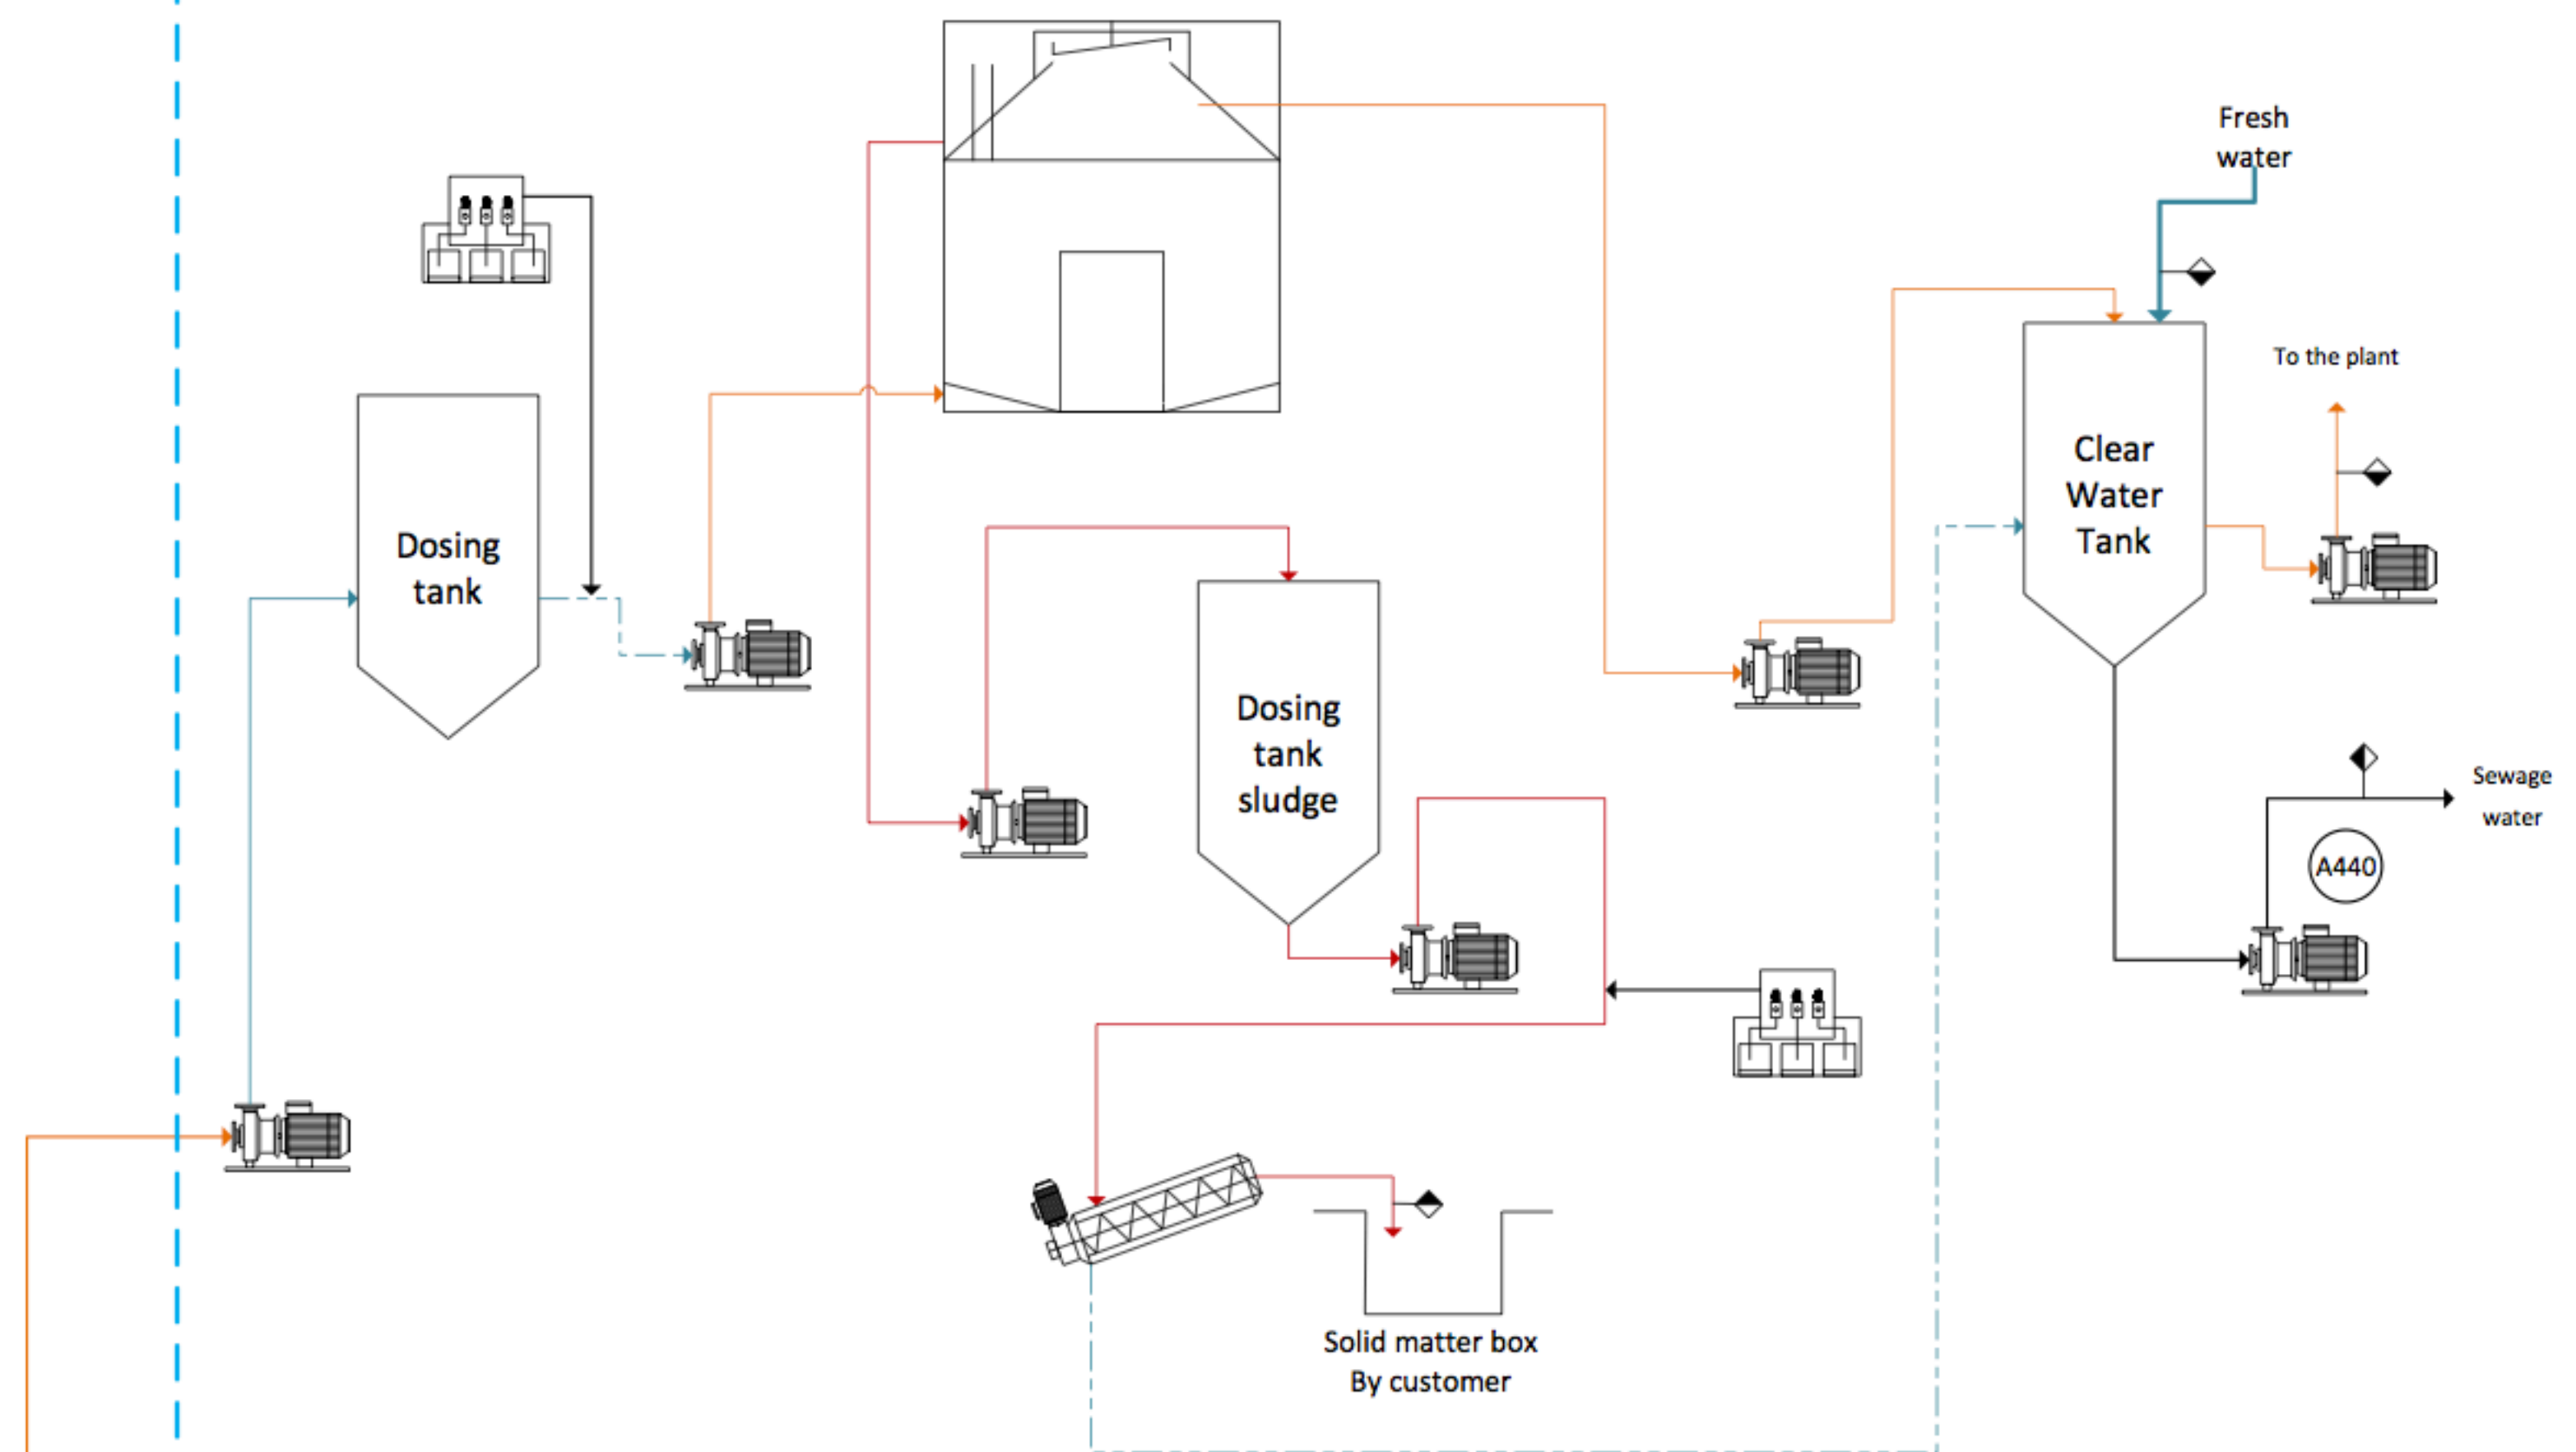 Fresh
water
To the plant
Clear
Water
Tank
Dosing
tank
Dosing
tank
sludge
Sewage
water
A440
Solid matter box
By customer